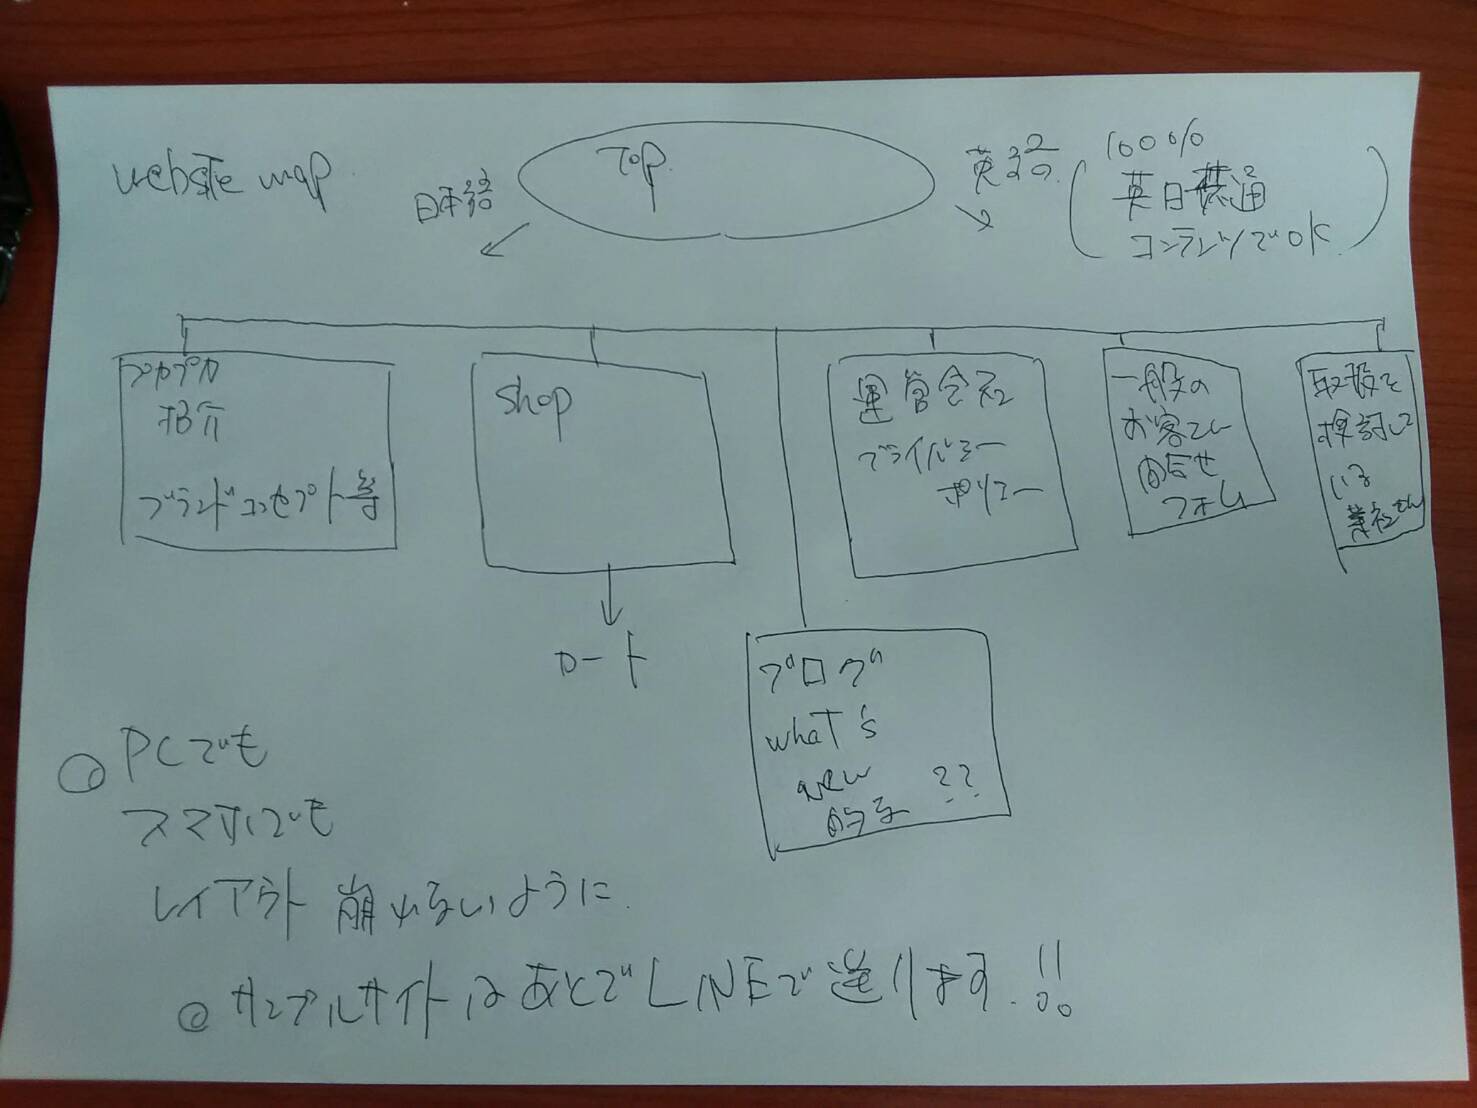 website map
Top
日本語
英語
100%
英日共通
コンテンツでOK
プカプカ
紹介
ブランドコンセプト等
shop
カート
運営会社
プライバシー
ポリシー
一般の
お客さん
問合せ
フォーム
取扱を
検討して
いる
業社さん
ブログ
what's
new
的な ??
PCでも
スマホでも
レイアウト崩れないように
サンプルサイトはあとでLINEで送ります.!!